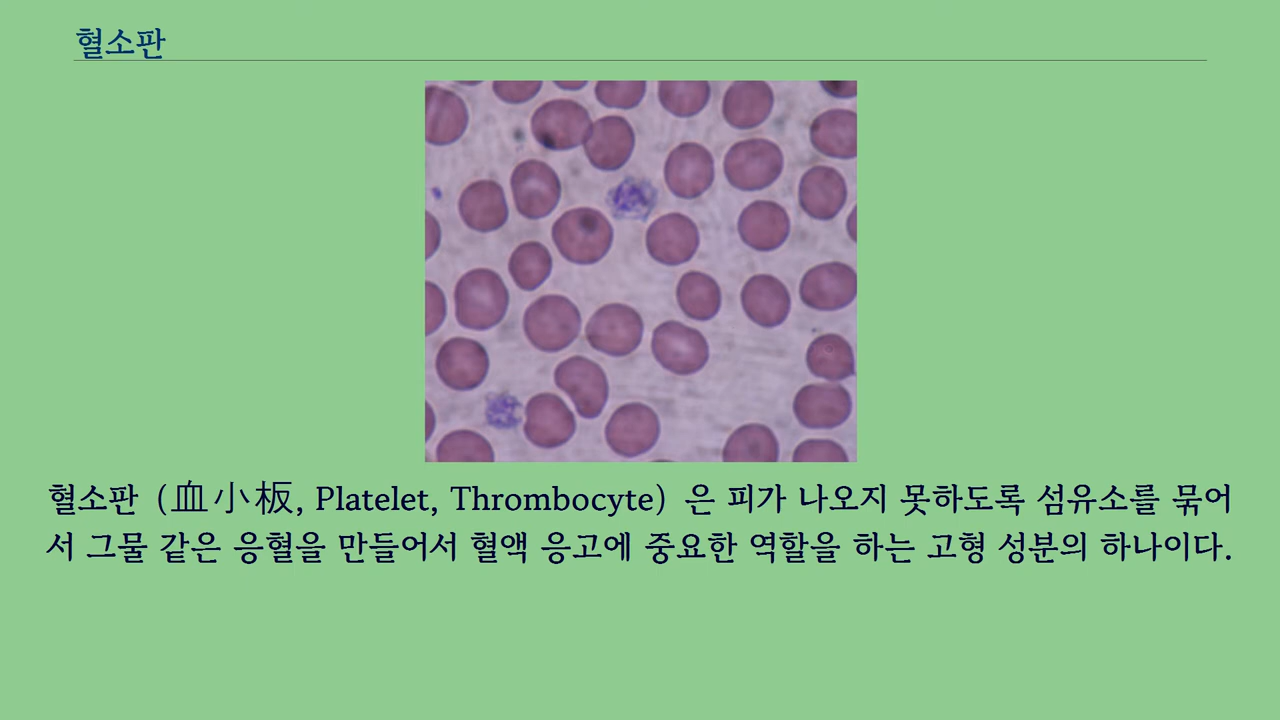 혈소판
혈소판 (血小板, Platelet, Thrombocyte) 은 피가 나오지 못하도록 섬유소를 묶어
서 그물 같은 응혈을 만들어서 혈액 응고에 중요한 역할을 하는 고형 성분의 하나이다.